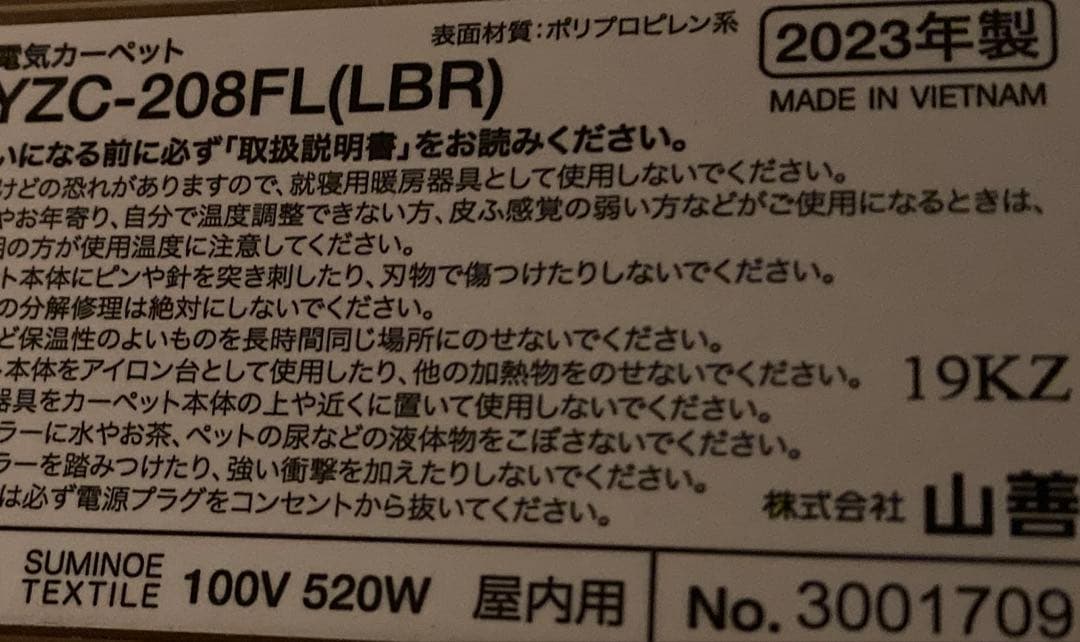 電気カーペット
表面材質:ポリプロピレン系
2023年製
YZC-208FL(LBR)
MADE IN VIETNAM
いになる前に必ず「取扱説明書」をお読みください。
けどの恐れがありますので、就寝用暖房器具として使用しないでください。
やお年寄り、自分で温度調整できない方、皮ふ感覚の弱い方などがご使用になるときは、
の方が使用温度に注意してください。
ット本体にピンや針を突き刺したり、刃物で傷つけたりしないでください。
の分解修理は絶対にしないでください。
ど保温性のよいものを長時間同じ場所にのせないでください。
本体をアイロン台として使用したり、他の加熱物をのせないでください。
19KZ
器具をカーペット本体の上や近くに置いて使用しないでください。
ラーに水やお茶、ペットの尿などの液体物をこぼさないでください。
ラーを踏みつけたり、強い衝撃を加えたりしないでください。
は必ず電源プラグをコンセントから抜いてください。
株式会社 山善
SUMINOE
TEXTILE
100V 520W 屋内用
No. 3001709